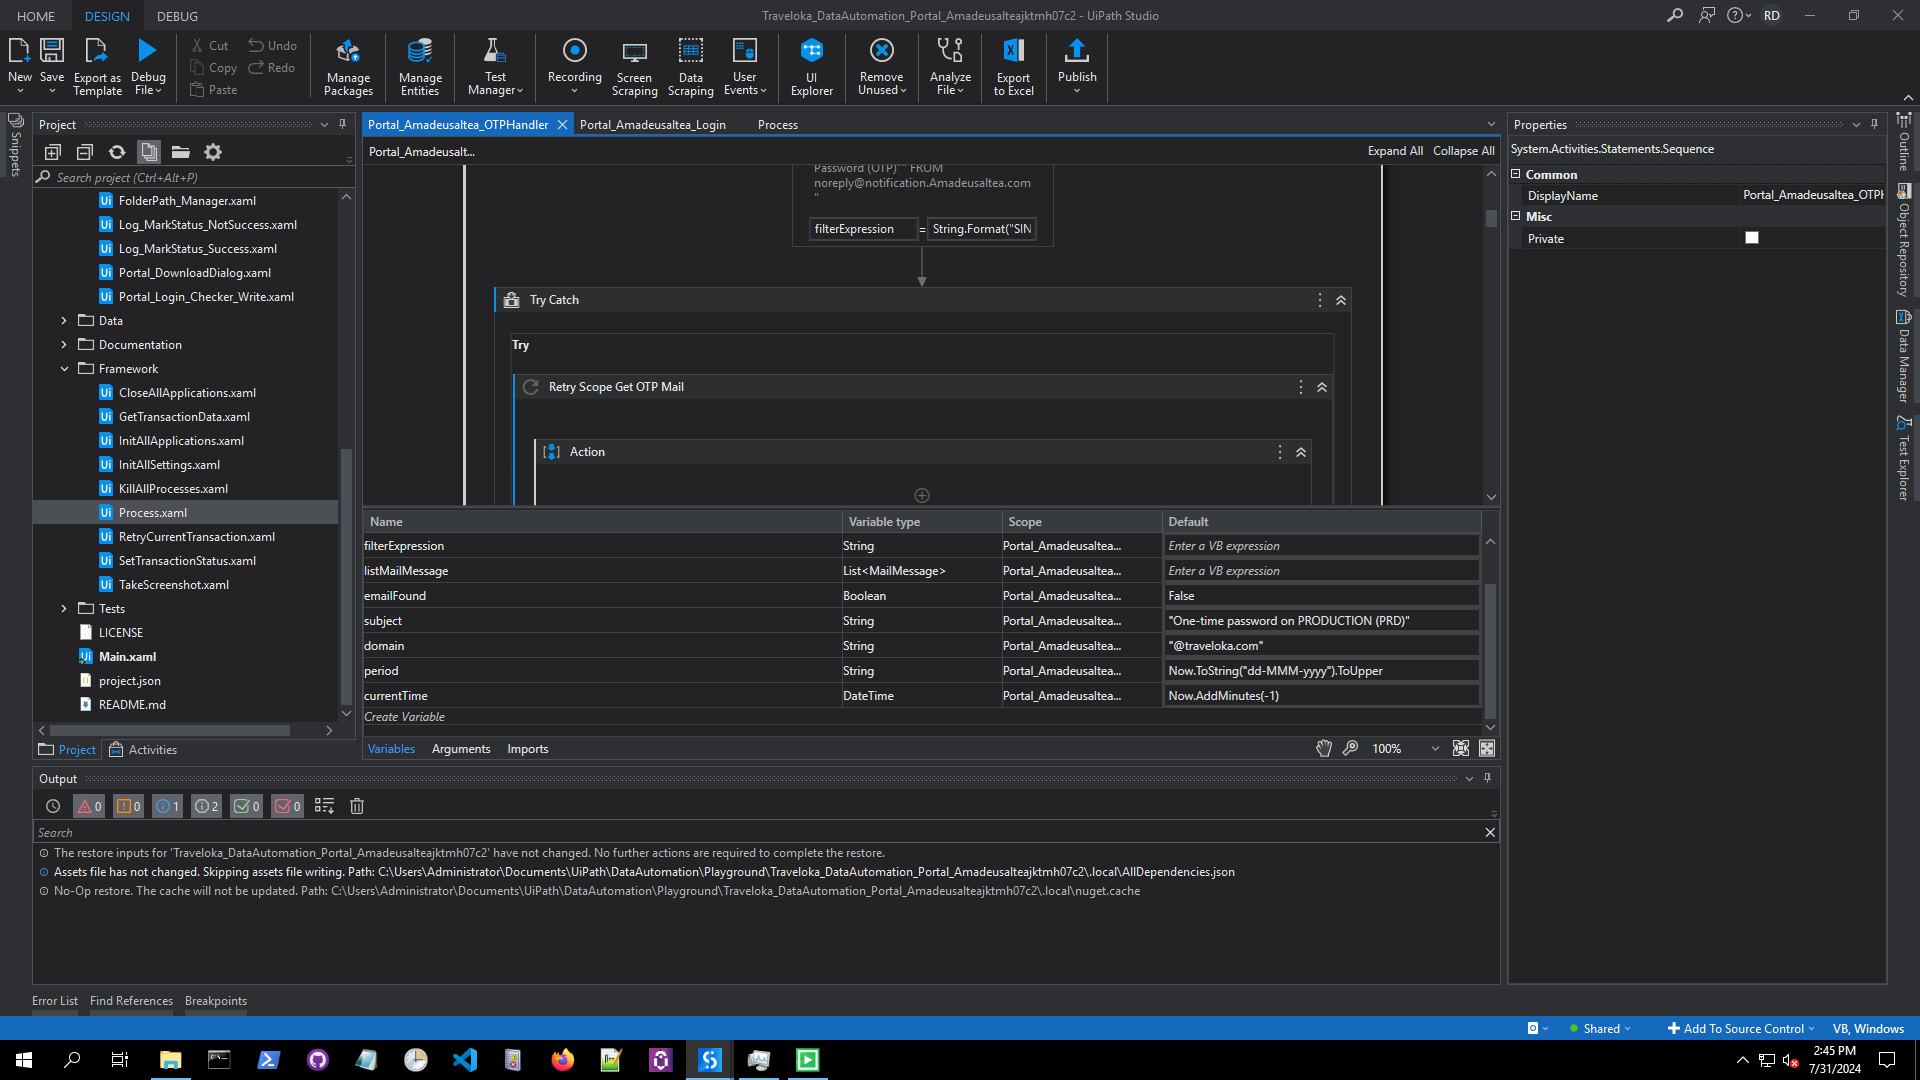 HOME DESIGN DEBUG
Traveloka_DataAutomation_Portal_Amadeusalteajktmh07c2 - UiPath Studio
RD
New
Save
Export as Template
Debug File
Cut
Copy
Paste
Undo
Redo
Manage Packages
Manage Entities
Test Manager
Recording
Screen Scraping
Data Scraping
User Events
UI Explorer
Remove Unused
Analyze File
Export to Excel
Publish
Snippets
Project
Search project (Ctrl+Alt+P)
FolderPath_Manager.xaml
Log_MarkStatus_NotSuccess.xaml
Log_MarkStatus_Success.xaml
Portal_DownloadDialog.xaml
Portal_Login_Checker_Write.xaml
Data
Documentation
Framework
CloseAllApplications.xaml
GetTransactionData.xaml
InitAllApplications.xaml
InitAllSettings.xaml
KillAllProcesses.xaml
Process.xaml
RetryCurrentTransaction.xaml
SetTransactionStatus.xaml
TakeScreenshot.xaml
Tests
LICENSE
Main.xaml
project.json
README.md
Project Activities
Portal_Amadeusaltea_OTPHandler Portal_Amadeusaltea_Login Process
Portal_Amadeusalt... Expand All Collapse All
Password (OTP)"" FROM
noreply@notification.Amadeusaltea.com
"
filterExpression = String.Format("SIN
Try Catch
Try
Retry Scope Get OTP Mail
Action
Name Variable type Scope Default
filterExpression String Portal_Amadeusaltea... Enter a VB expression
listMailMessage List<MailMessage> Portal_Amadeusaltea... Enter a VB expression
emailFound Boolean Portal_Amadeusaltea... False
subject String Portal_Amadeusaltea... "One-time password on PRODUCTION (PRD)"
domain String Portal_Amadeusaltea... "@traveloka.com"
period String Portal_Amadeusaltea... Now.ToString("dd-MMM-yyyy").ToUpper
currentTime DateTime Portal_Amadeusaltea... Now.AddMinutes(-1)
Create Variable
Variables Arguments Imports 100%
Properties
System.Activities.Statements.Sequence
Common
DisplayName Portal_Amadeusaltea_OTPH
Misc
Private
Outline
Object Repository
Data Manager
Test Explorer
Output
0 0 1 2 0 0
Search
The restore inputs for 'Traveloka_DataAutomation_Portal_Amadeusalteajktmh07c2' have not changed. No further actions are required to complete the restore.
Assets file has not changed. Skipping assets file writing. Path: C:\Users\Administrator\Documents\UiPath\DataAutomation\Playground\Traveloka_DataAutomation_Portal_Amadeusalteajktmh07c2\.local\AllDependencies.json
No-Op restore. The cache will not be updated. Path: C:\Users\Administrator\Documents\UiPath\DataAutomation\Playground\Traveloka_DataAutomation_Portal_Amadeusalteajktmh07c2\.local\nuget.cache
Error List Find References Breakpoints
Shared Add To Source Control VB, Windows
2:45 PM
7/31/2024